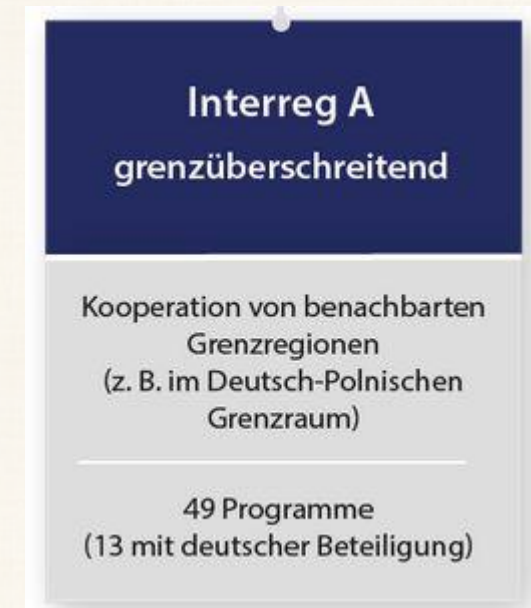 Interreg A
grenzüberschreitend
Kooperation von benachbarten
Grenzregionen
(z. B. im Deutsch-Polnischen
Grenzraum)
49 Programme
(13 mit deutscher Beteiligung)